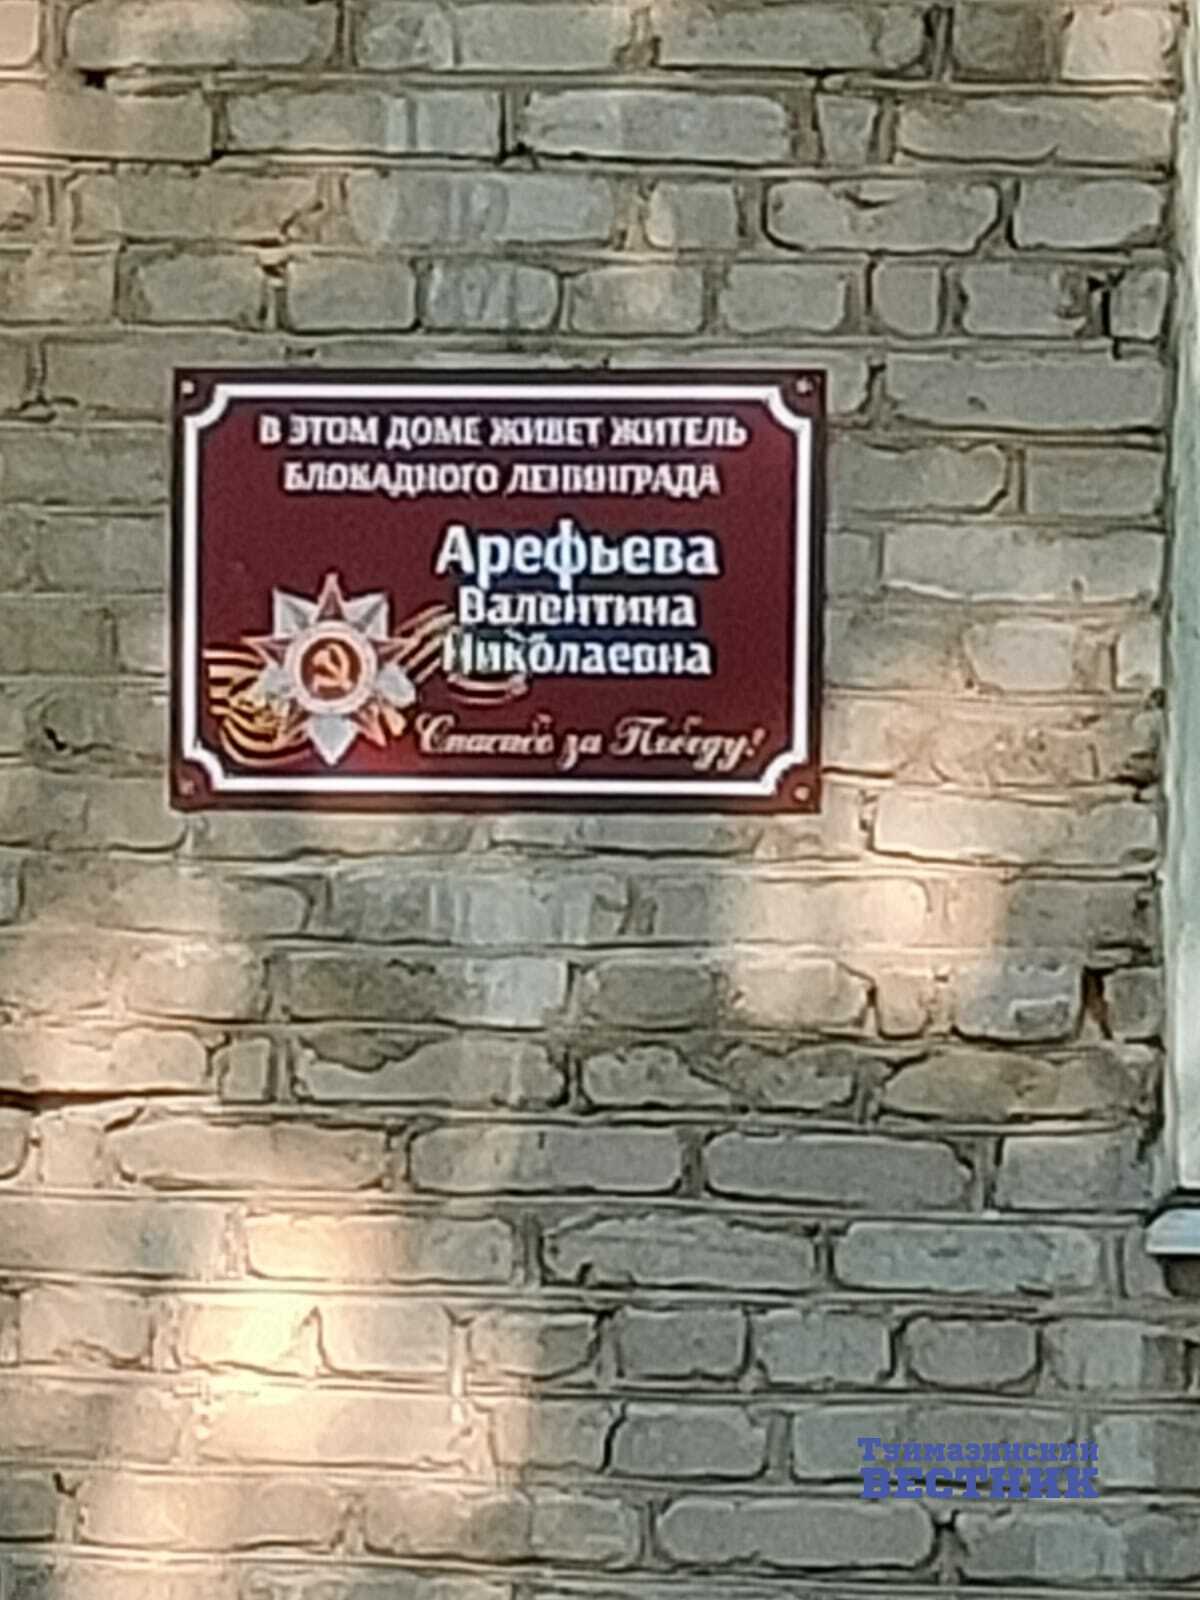 В ЭТОМ ДОМЕ ЖИВЕТ ЖИТЕЛЬ
БЛОКАДНОГО ЛЕНИНГРАДА
Арефьева
Валентина
Николаевна
Спасибо за Победу!
Туймазинский
ВЕСТНИК